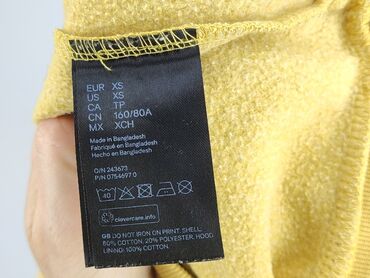 EUR XS
US XS
CA TP
CN 160/80A
MX XCH
Made in Bangladesh
Fabriqué en Bangladesh
Hecho en Bangladesh
O/N 243673
P/N 0754697 0
40
clevercare.info
GB DO NOT IRON ON PRINT. SHELL:
80% COTTON, 20% POLYESTER, HOOD
LINING: 100% COTTON